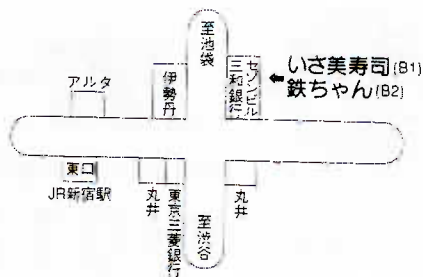 至池袋
アルタ
伊勢丹
三和銀行
セゾンビル
いさ美寿司(B1)
鉄ちゃん(B2)
東口
JR新宿駅
丸井
東京三菱銀行
至渋谷
丸井